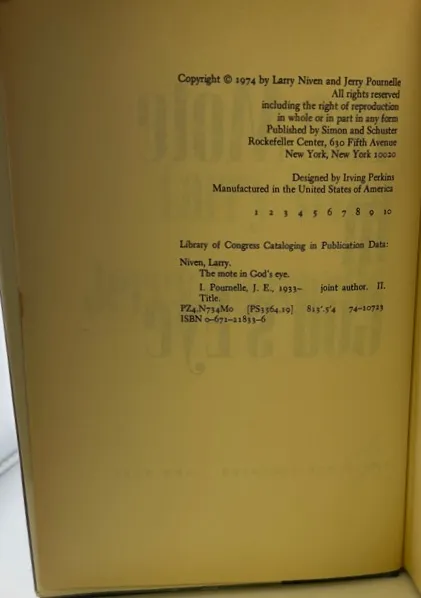 Copyright © 1974 by Larry Niven and Jerry Pournelle
All rights reserved
including the right of reproduction
in whole or in part in any form
Published by Simon and Schuster
Rockefeller Center, 630 Fifth Avenue
New York, New York 10020
Designed by Irving Perkins
Manufactured in the United States of America
1 2 3 4 5 6 7 8 9 10
Library of Congress Cataloging in Publication Data:
Niven, Larry.
The mote in God's eye.
I. Pournelle, J. E., 1933– joint author. II.
Title.
PZ4.N734Mo [PS3564.I9] 813'.5'4 74-10723
ISBN 0-671-21833-6